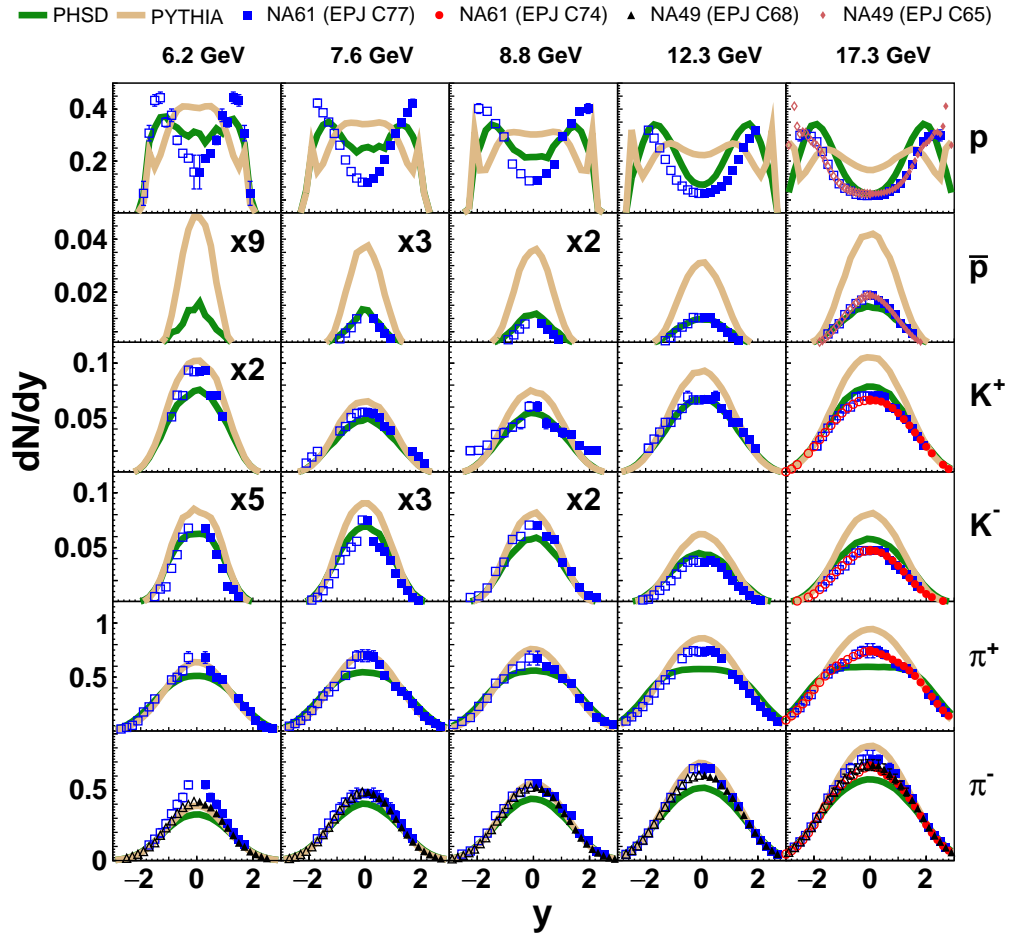 PHSD PYTHIA NA61 (EPJ C77) NA61 (EPJ C74) NA49 (EPJ C68) NA49 (EPJ C65)
6.2 GeV 7.6 GeV 8.8 GeV 12.3 GeV 17.3 GeV
0.4
0.2
p
0.04
0.02
x9 x3 x2
p̅
0.1
0.05
x2
K⁺
0.1
0.05
x5 x3 x2
K⁻
1
0.5
π⁺
0.5
0
π⁻
dN/dy
−2 0 2 −2 0 2 −2 0 2 −2 0 2 −2 0 2
y